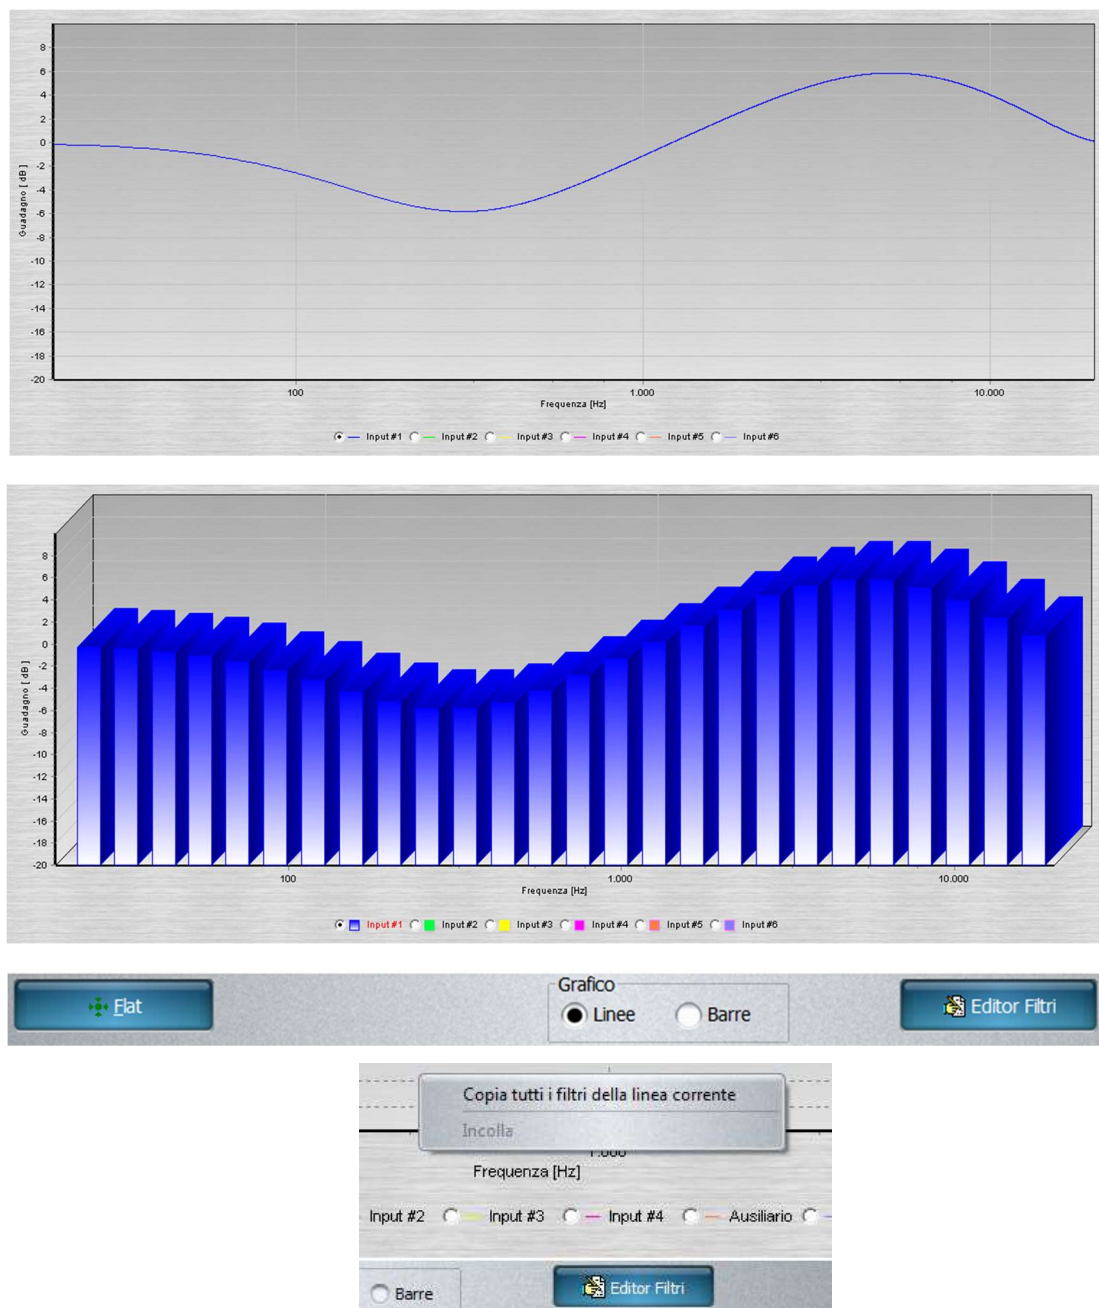 8
6
4
2
0
-2
-4
-6
-8
-10
-12
-14
-16
-18
-20
Guadagno [ dB ]
100 1.000 10.000
Frequenza [Hz]
Input #1 Input #2 Input #3 Input #4 Input #5 Input #6
8
6
4
2
0
-2
-4
-6
-8
-10
-12
-14
-16
-18
-20
Guadagno [ dB ]
100 1.000 10.000
Frequenza [Hz]
Input #1 Input #2 Input #3 Input #4 Input #5 Input #6
Flat
Grafico
Linee Barre
Editor Filtri
Copia tutti i filtri della linea corrente
Incolla
1.000
Frequenza [Hz]
Input #2 Input #3 Input #4 Ausiliario
Barre
Editor Filtri